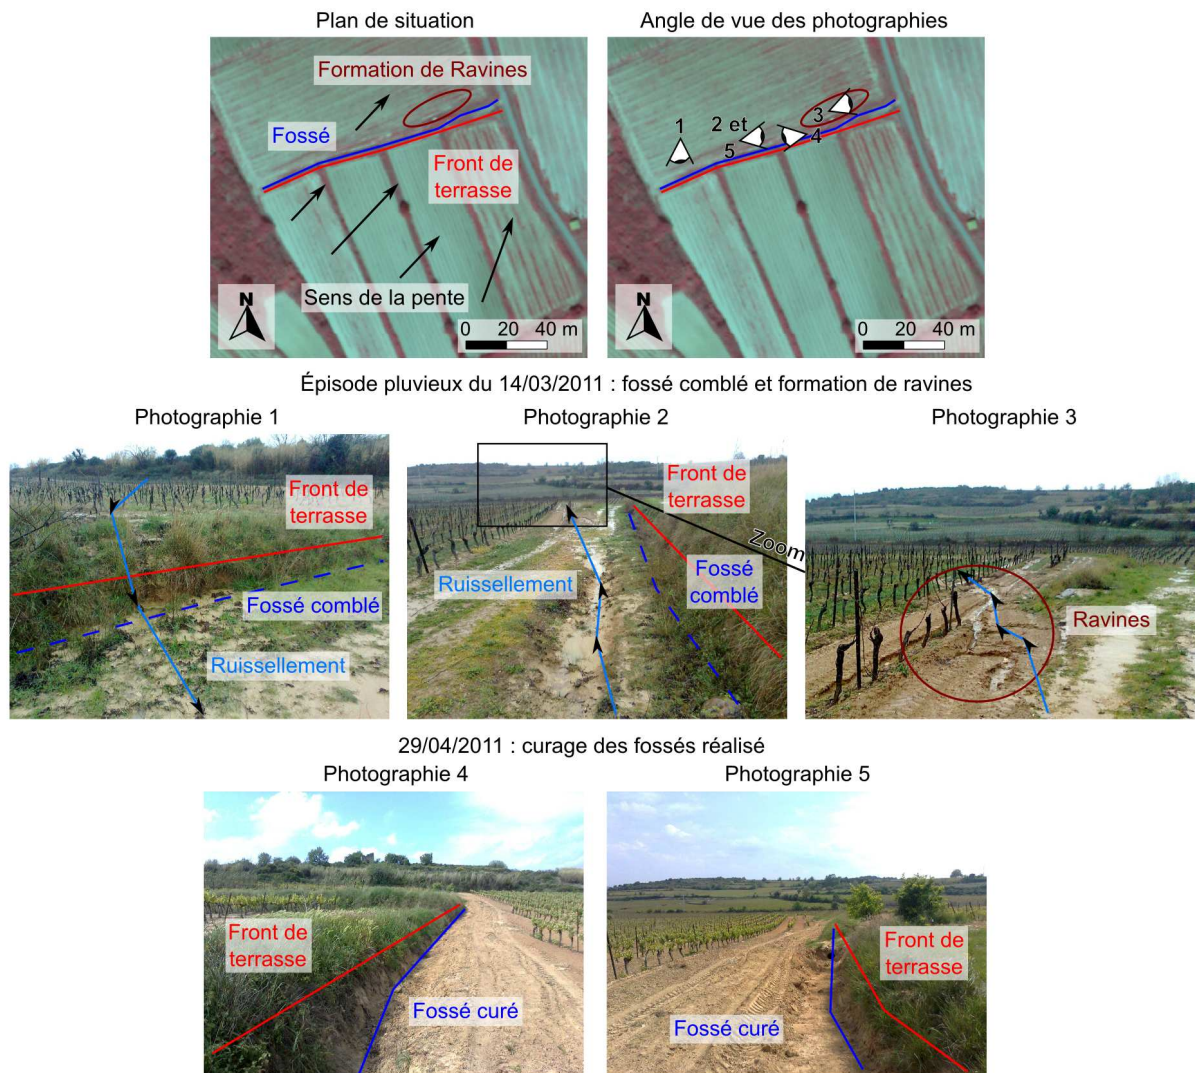 Plan de situation
Formation de Ravines
Fossé
Front de
terrasse
Sens de la pente
N
0 20 40 m
Angle de vue des photographies
1
2 et
5
3
4
N
0 20 40 m
Épisode pluvieux du 14/03/2011 : fossé comblé et formation de ravines
Photographie 1
Front de
terrasse
Fossé comblé
Ruissellement
Photographie 2
Front de
terrasse
Zoom
Ruissellement
Fossé
comblé
Photographie 3
Ravines
29/04/2011 : curage des fossés réalisé
Photographie 4
Front de
terrasse
Fossé curé
Photographie 5
Front de
terrasse
Fossé curé